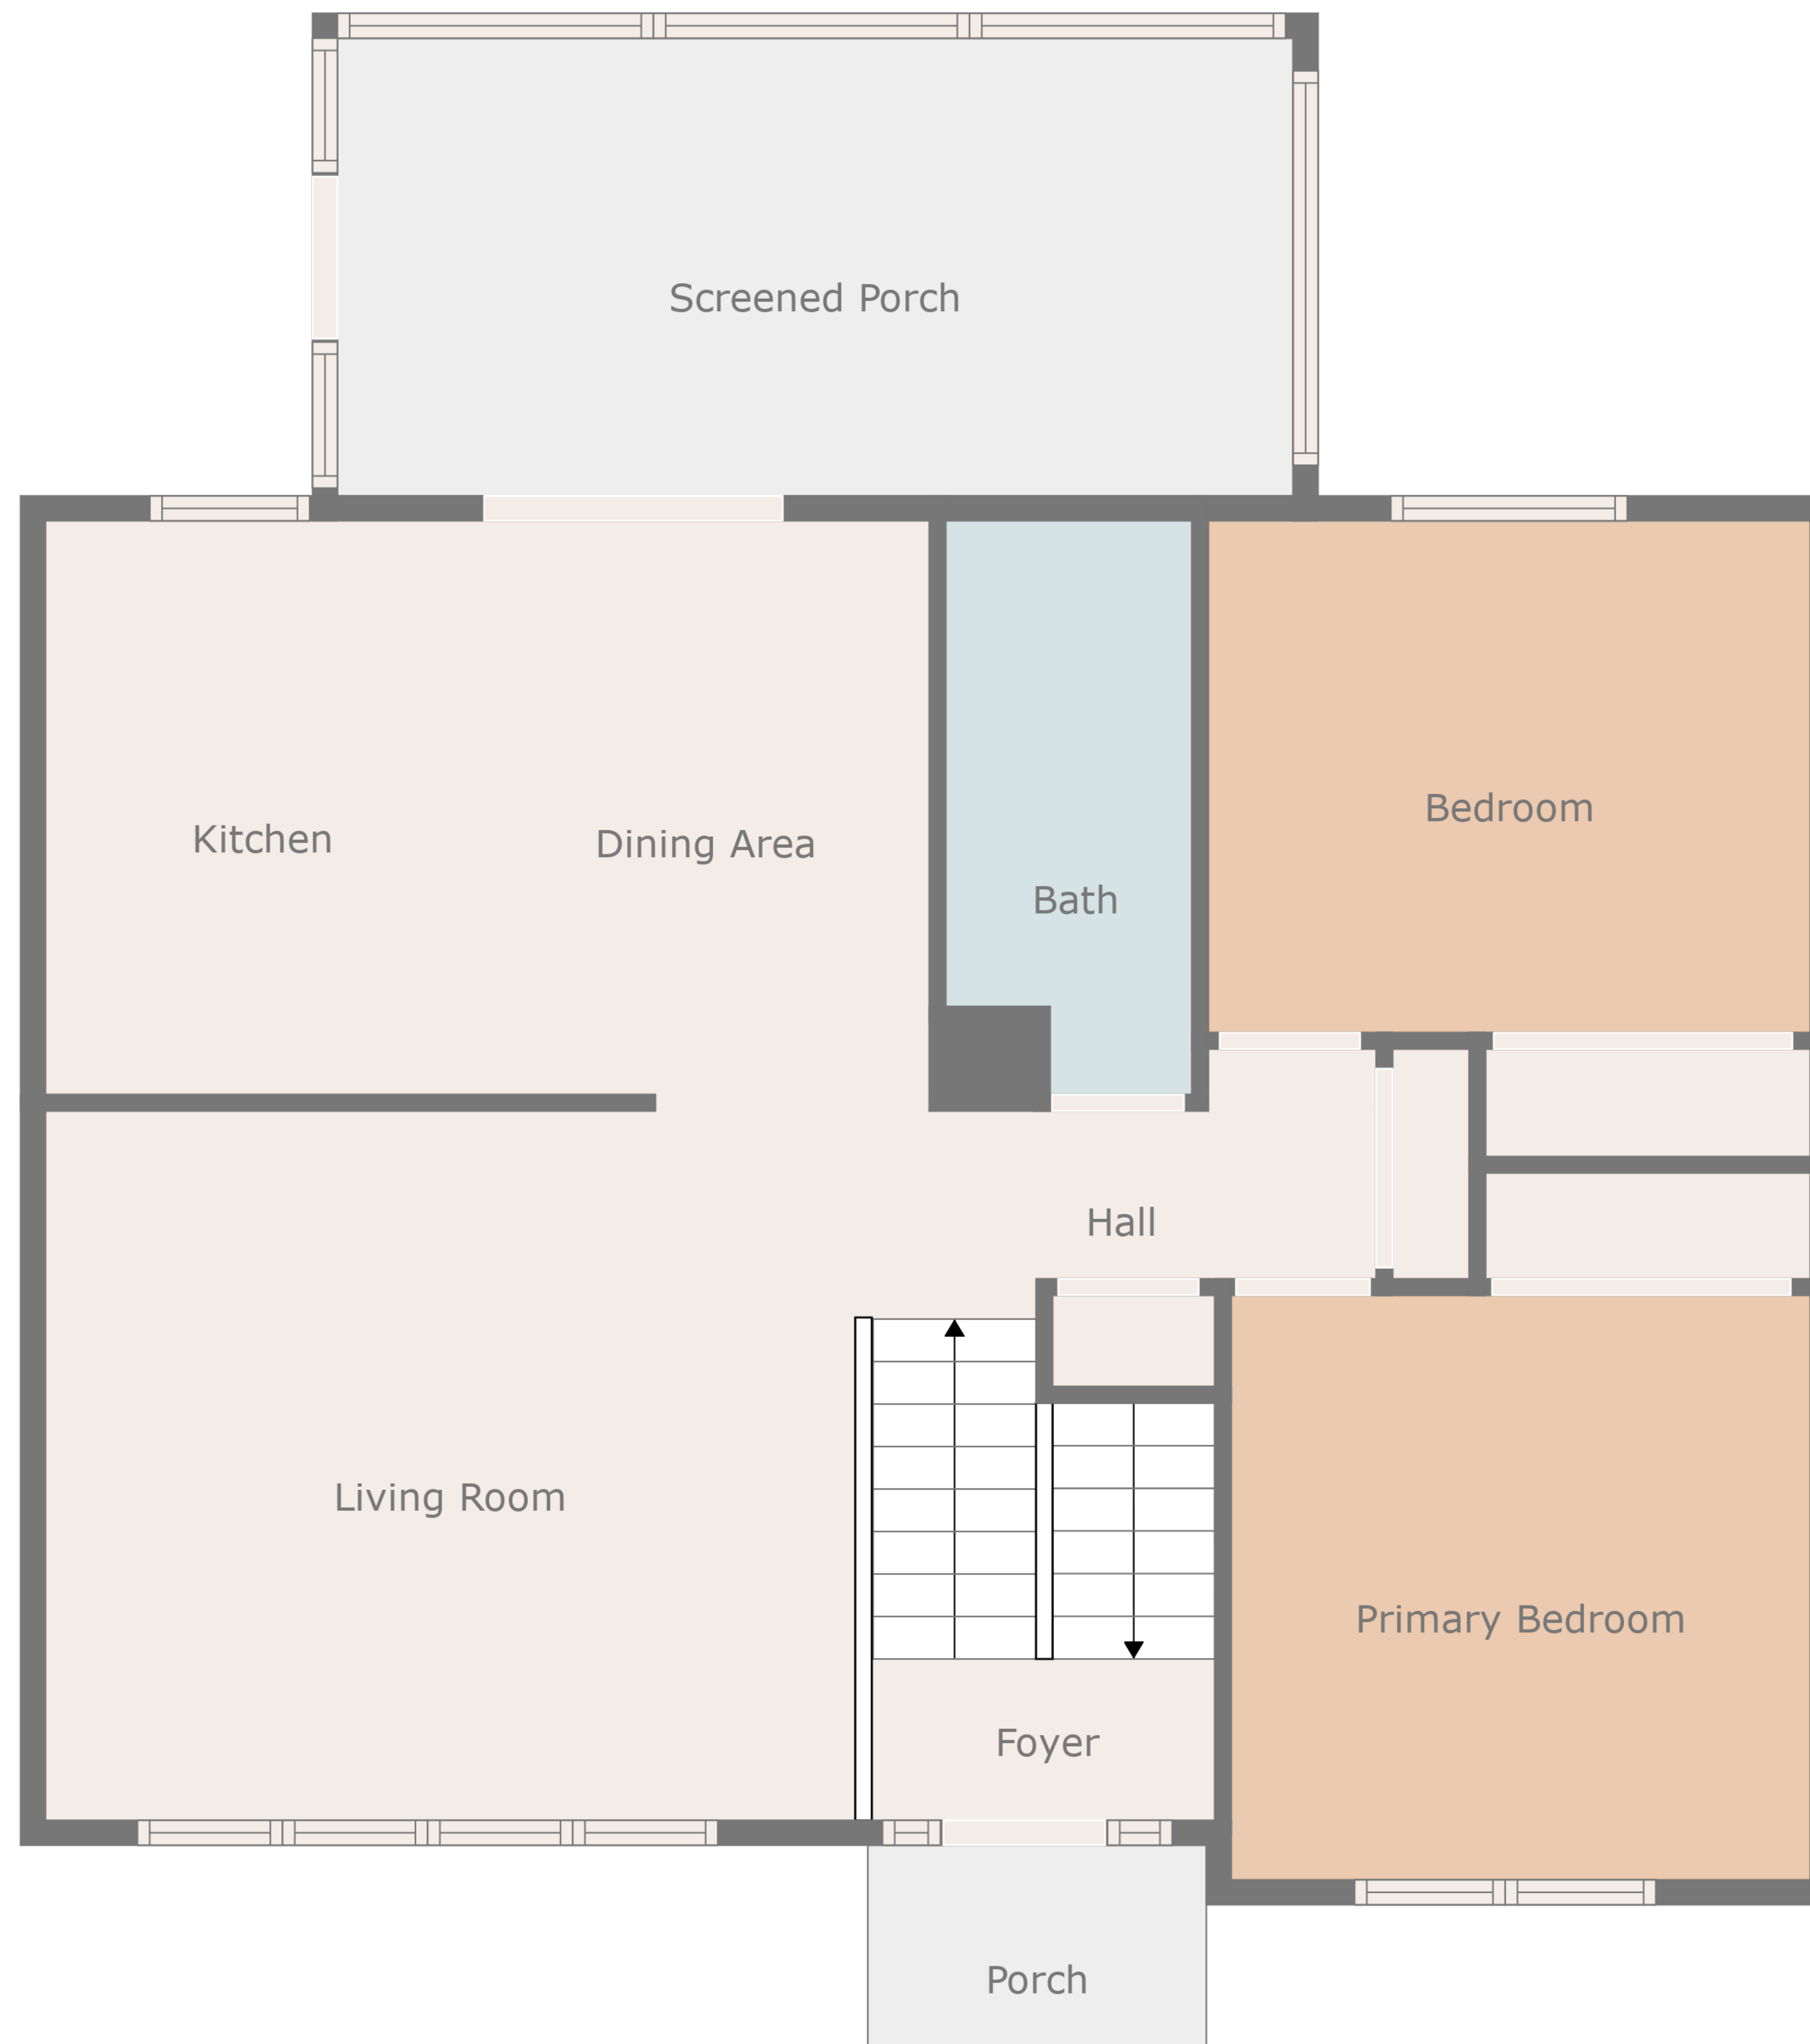 Screened Porch
Bedroom
Kitchen
Dining Area
Bath
Hall
Living Room
Primary Bedroom
Foyer
Porch